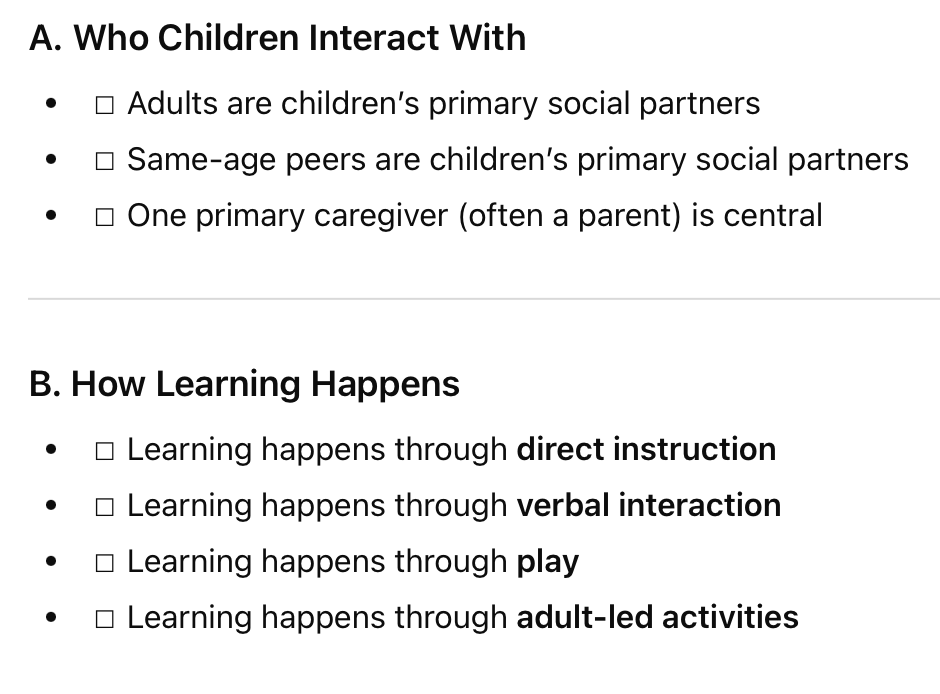 A. Who Children Interact With
• □ Adults are children’s primary social partners
• □ Same-age peers are children’s primary social partners
• □ One primary caregiver (often a parent) is central
B. How Learning Happens
• □ Learning happens through direct instruction
• □ Learning happens through verbal interaction
• □ Learning happens through play
• □ Learning happens through adult-led activities